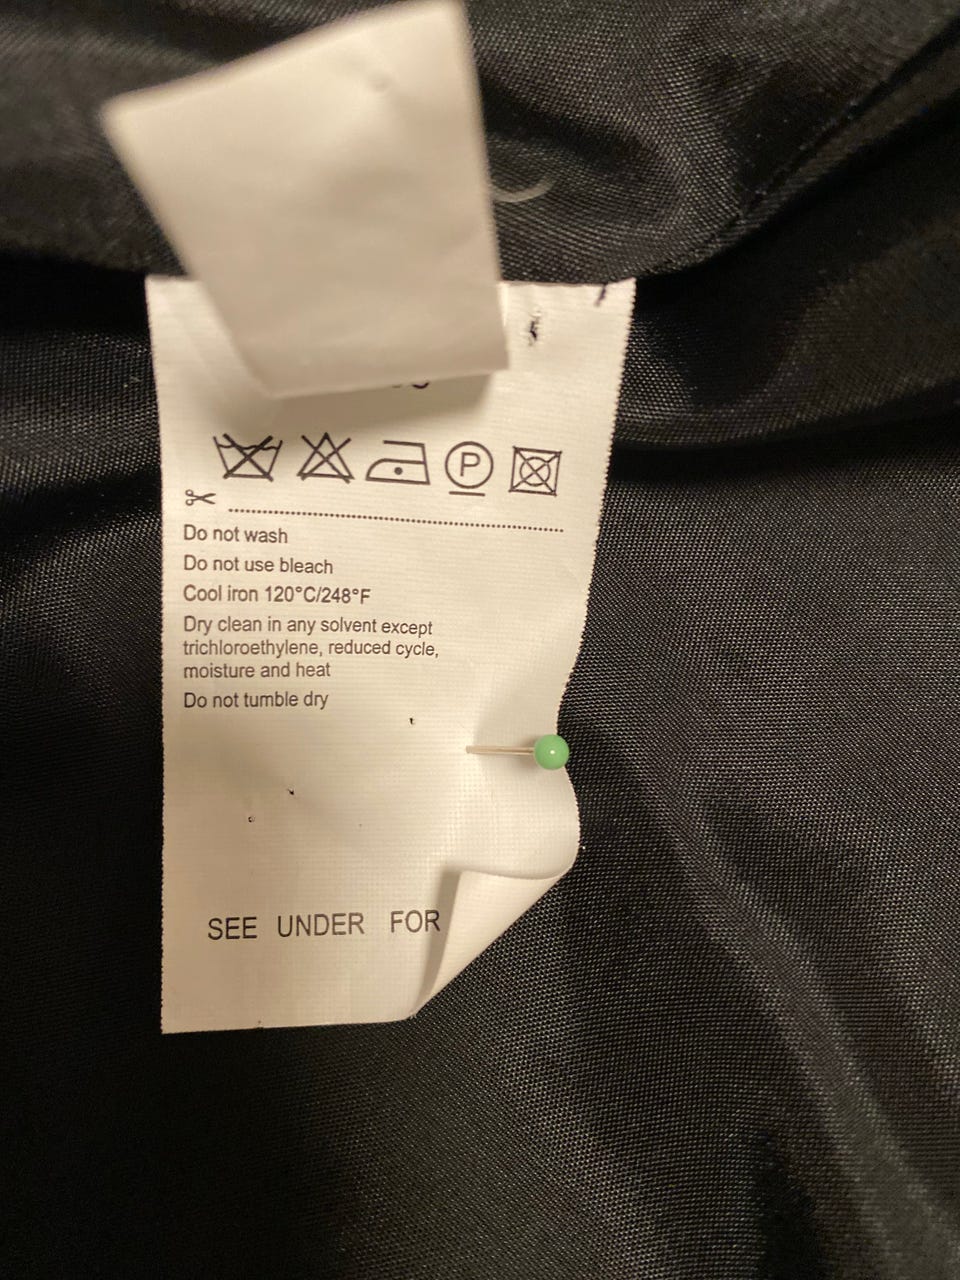 P
Do not wash
Do not use bleach
Cool iron 120°C/248°F
Dry clean in any solvent except
trichloroethylene, reduced cycle,
moisture and heat
Do not tumble dry
SEE UNDER FOR